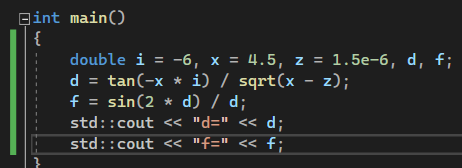 int main()
{
double i = -6, x = 4.5, z = 1.5e-6, d, f;
d = tan(-x * i) / sqrt(x - z);
f = sin(2 * d) / d;
std::cout << "d=" << d;
std::cout << "f=" << f;
}